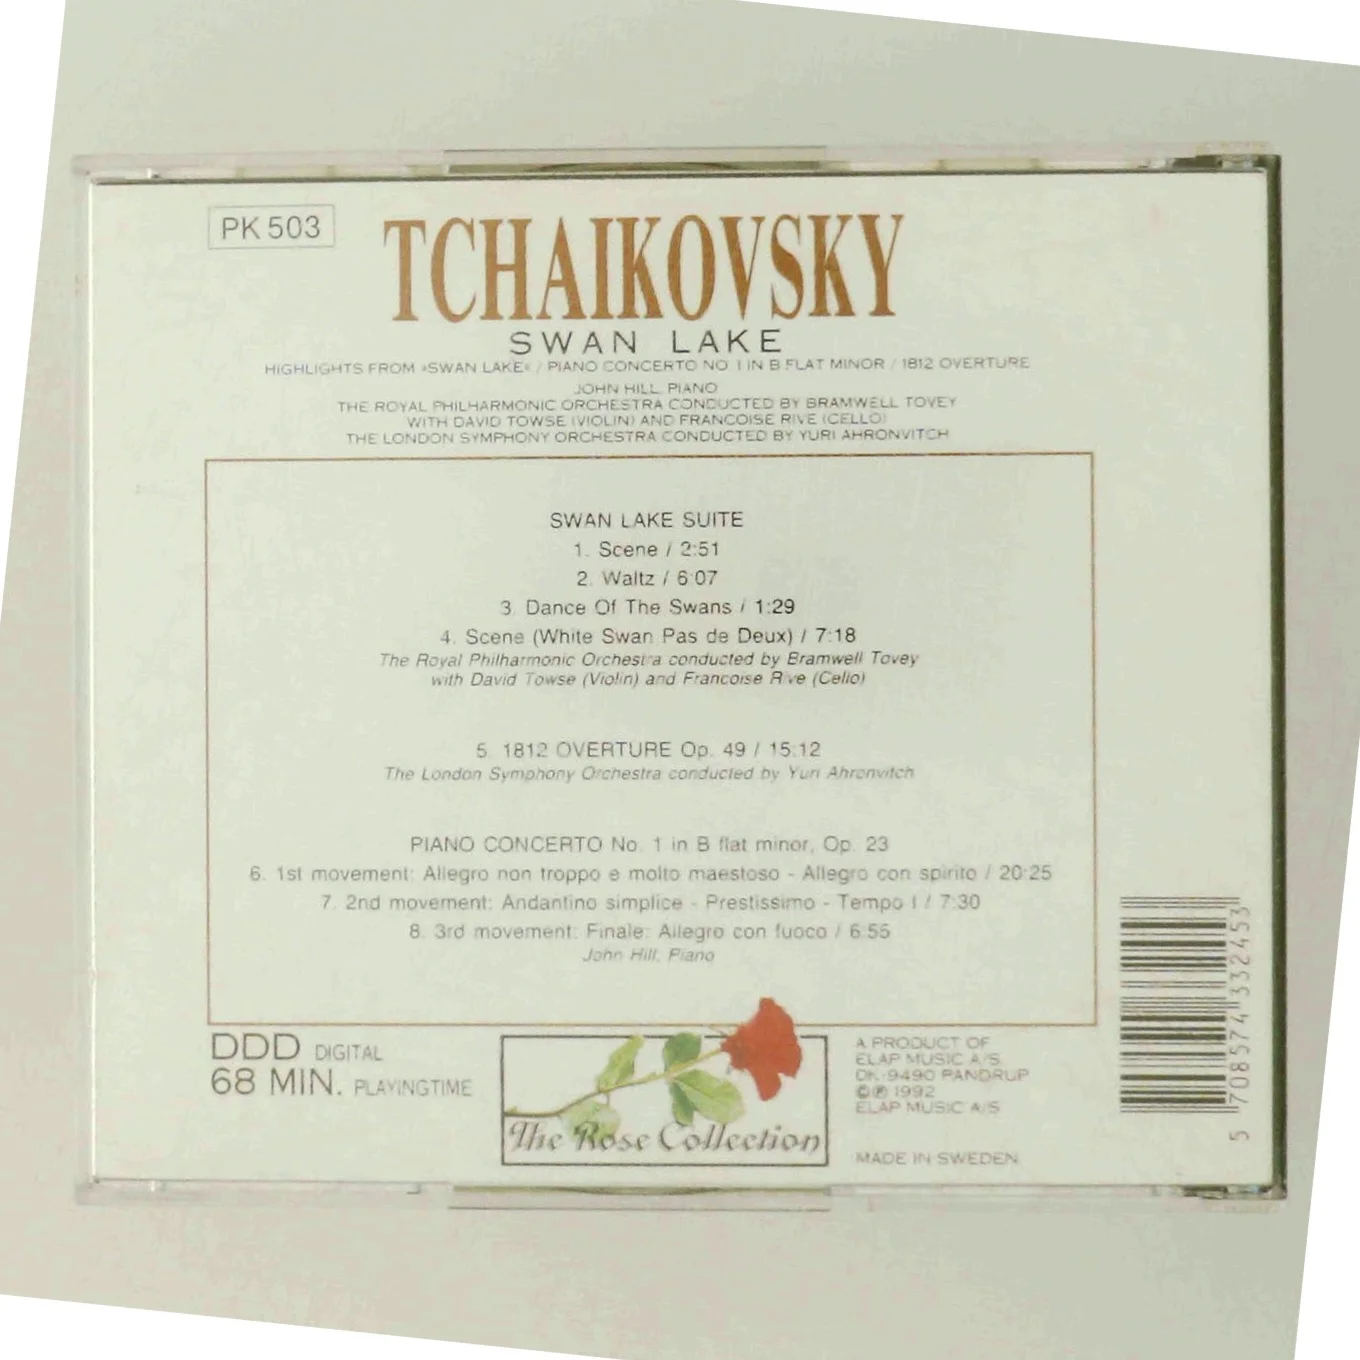 PK 503
TCHAIKOVSKY
SWAN LAKE
HIGHLIGHTS FROM »SWAN LAKE« / PIANO CONCERTO NO. 1 IN B FLAT MINOR / 1812 OVERTURE
JOHN HILL, PIANO
THE ROYAL PHILHARMONIC ORCHESTRA CONDUCTED BY BRAMWELL TOVEY
WITH DAVID TOWSE (VIOLIN) AND FRANCOISE RIVE (CELLO)
THE LONDON SYMPHONY ORCHESTRA CONDUCTED BY YURI AHRONVITCH
SWAN LAKE SUITE
1. Scene / 2:51
2. Waltz / 6:07
3. Dance Of The Swans / 1:29
4. Scene (White Swan Pas de Deux) / 7:18
The Royal Philharmonic Orchestra conducted by Bramwell Tovey
with David Towse (Violin) and Francoise Rive (Cello)
5. 1812 OVERTURE Op. 49 / 15:12
The London Symphony Orchestra conducted by Yuri Ahronvitch
PIANO CONCERTO No. 1 in B flat minor, Op. 23
6. 1st movement: Allegro non troppo e molto maestoso - Allegro con spirito / 20:25
7. 2nd movement: Andantino simplice - Prestissimo - Tempo I / 7:30
8. 3rd movement: Finale: Allegro con fuoco / 6:55
John Hill, Piano
DDD DIGITAL
68 MIN. PLAYINGTIME
The Rose Collection
A PRODUCT OF
ELAP MUSIC A/S
DK-9490 PANDRUP
©℗ 1992
ELAP MUSIC A/S
MADE IN SWEDEN
5 708574 332453